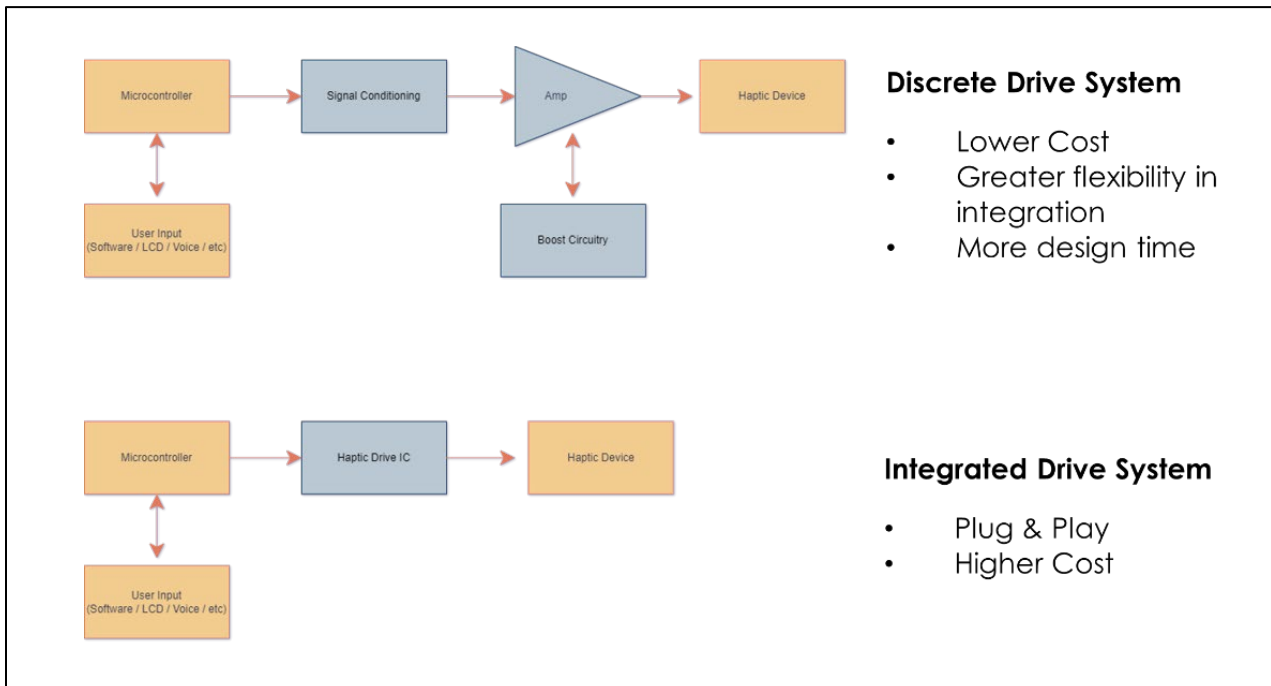 Microcontroller
Signal Conditioning
Amp
Haptic Device
User Input
(Software / LCD / Voice / etc)
Boost Circuitry
Discrete Drive System
• Lower Cost
• Greater flexibility in
integration
• More design time
Microcontroller
Haptic Drive IC
Haptic Device
User Input
(Software / LCD / Voice / etc)
Integrated Drive System
• Plug & Play
• Higher Cost